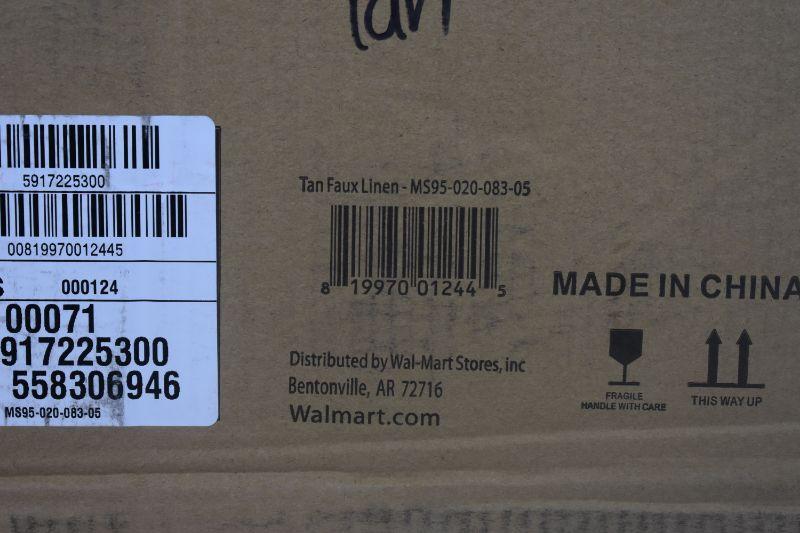 Tan
5917225300
00819970012445
000124
00071
917225300
558306946
MS95-020-083-05
Tan Faux Linen - MS95-020-083-05
8 19970 01244 5
Distributed by Wal-Mart Stores, inc
Bentonville, AR 72716
Walmart.com
MADE IN CHINA
FRAGILE
HANDLE WITH CARE
THIS WAY UP